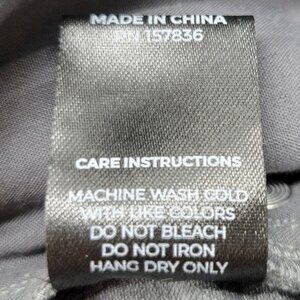 MADE IN CHINA
RN 157836
CARE INSTRUCTIONS
MACHINE WASH COLD
WITH LIKE COLORS
DO NOT BLEACH
DO NOT IRON
HANG DRY ONLY